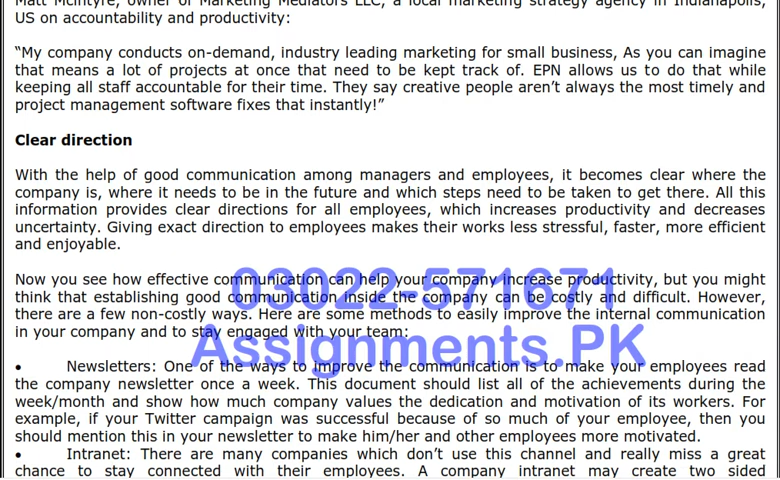 Matt McIntyre, owner of Marketing Mediators LLC, a local marketing strategy agency in Indianapolis,
US on accountability and productivity:
“My company conducts on-demand, industry leading marketing for small business, As you can imagine
that means a lot of projects at once that need to be kept track of. EPN allows us to do that while
keeping all staff accountable for their time. They say creative people aren’t always the most timely and
project management software fixes that instantly!”
Clear direction
With the help of good communication among managers and employees, it becomes clear where the
company is, where it needs to be in the future and which steps need to be taken to get there. All this
information provides clear directions for all employees, which increases productivity and decreases
uncertainty. Giving exact direction to employees makes their works less stressful, faster, more efficient
and enjoyable.
Now you see how effective communication can help your company increase productivity, but you might
think that establishing good communication inside the company can be costly and difficult. However,
there are a few non-costly ways. Here are some methods to easily improve the internal communication
in your company and to stay engaged with your team:
03022-571671
Assignments.PK
• Newsletters: One of the ways to improve the communication is to make your employees read
the company newsletter once a week. This document should list all of the achievements during the
week/month and show how much company values the dedication and motivation of its workers. For
example, if your Twitter campaign was successful because of so much of your employee, then you
should mention this in your newsletter to make him/her and other employees more motivated.
• Intranet: There are many companies which don’t use this channel and really miss a great
chance to stay connected with their employees. A company intranet may create two sided